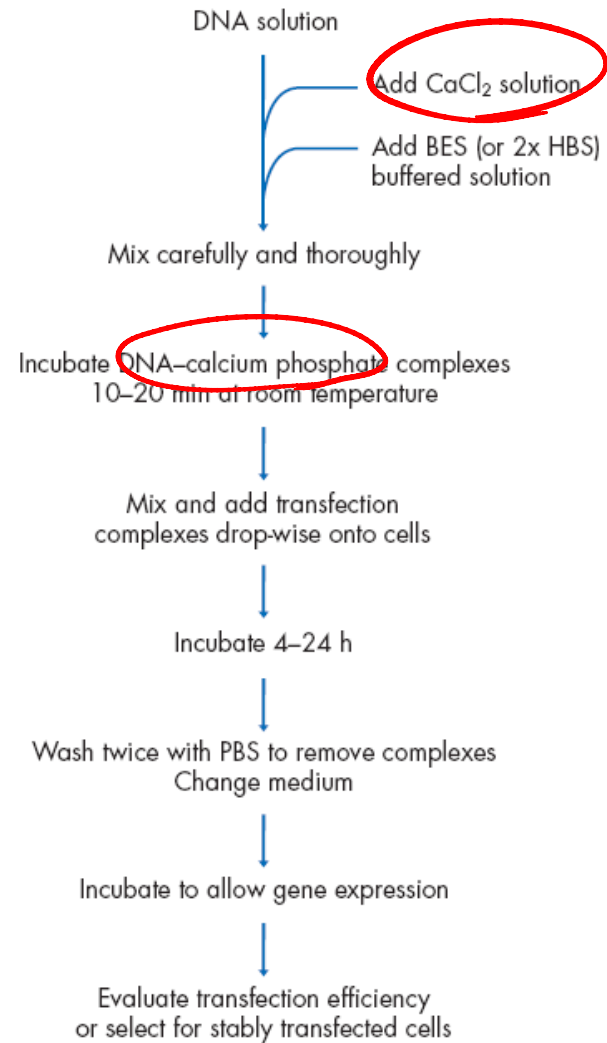 DNA solution
Add CaCl₂ solution
Add BES (or 2x HBS)
buffered solution
Mix carefully and thoroughly
Incubate DNA–calcium phosphate complexes
10–20 min at room temperature
Mix and add transfection
complexes drop-wise onto cells
Incubate 4–24 h
Wash twice with PBS to remove complexes
Change medium
Incubate to allow gene expression
Evaluate transfection efficiency
or select for stably transfected cells